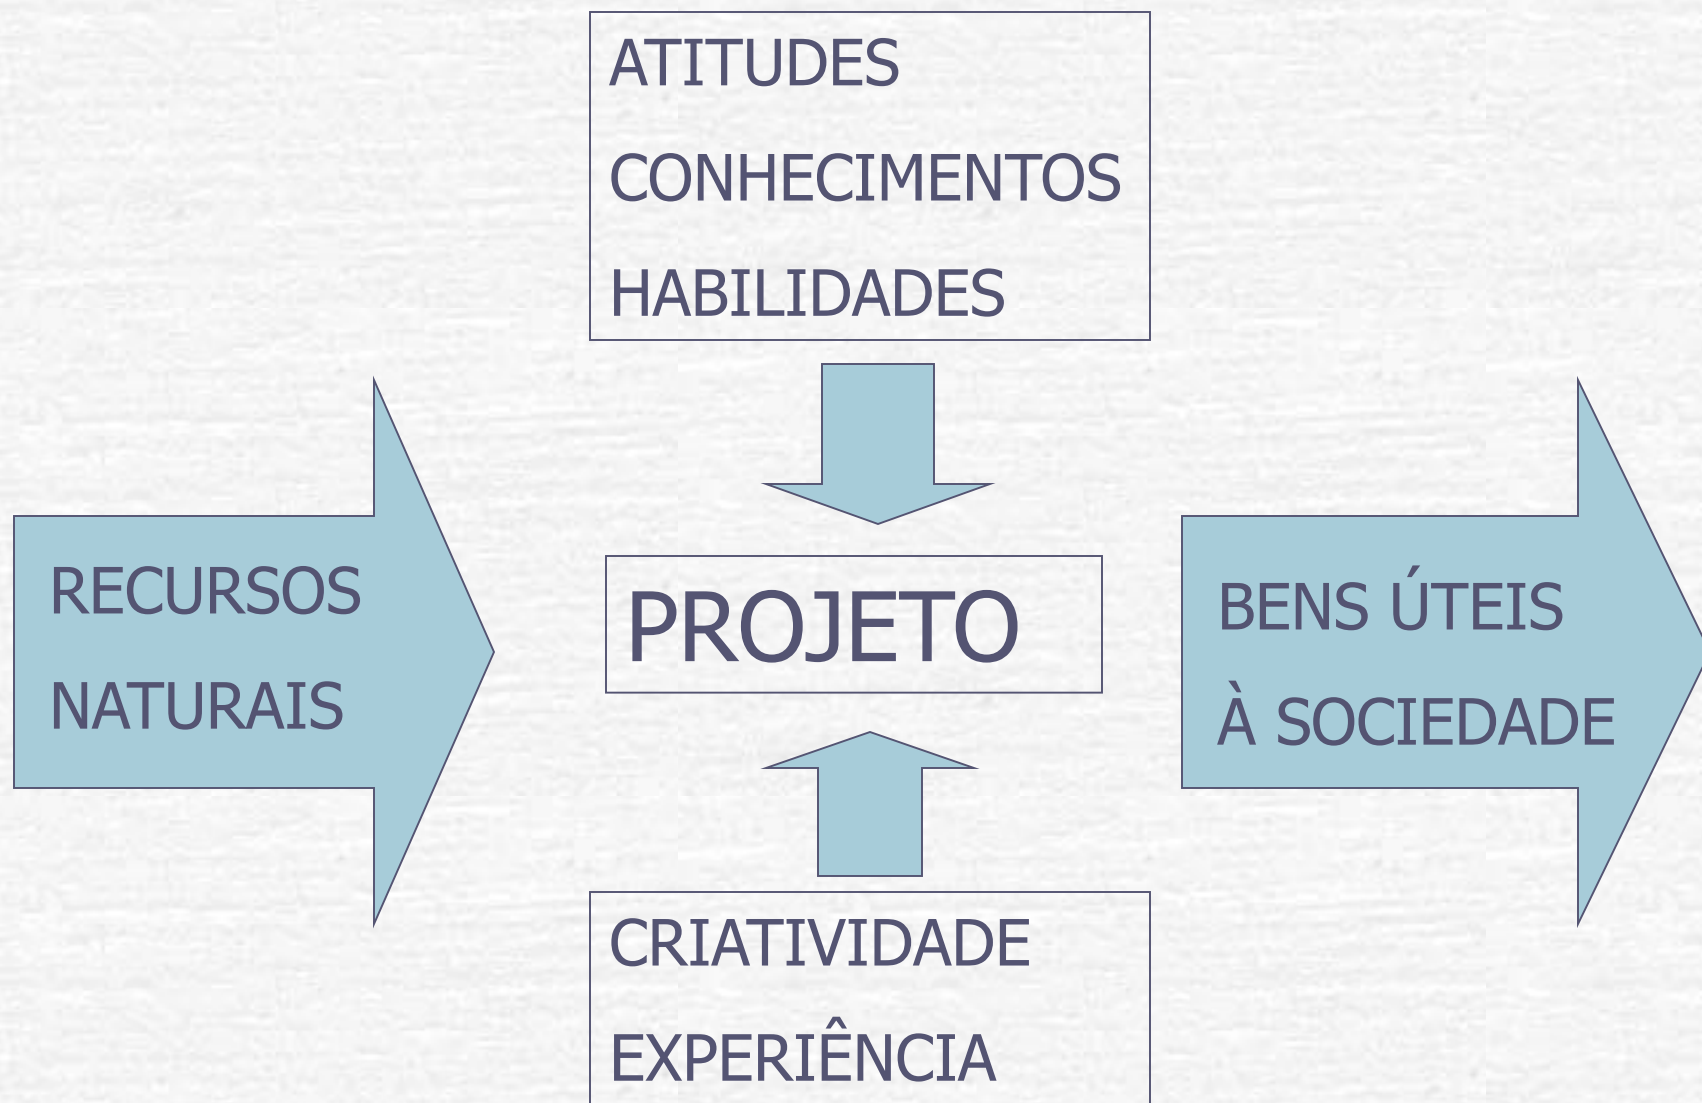 ATITUDES
CONHECIMENTOS
HABILIDADES
RECURSOS
NATURAIS
PROJETO
BENS ÚTEIS
À SOCIEDADE
CRIATIVIDADE
EXPERIÊNCIA